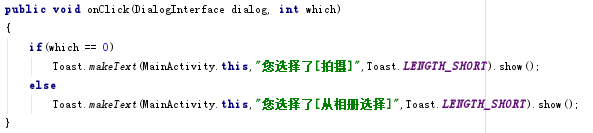 public void onClick(DialogInterface dialog, int which)
{
if(which == 0)
Toast.makeText(MainActivity.this,"您选择了[拍摄]",Toast.LENGTH_SHORT).show();
else
Toast.makeText(MainActivity.this,"您选择了[从相册选择]",Toast.LENGTH_SHORT).show();
}